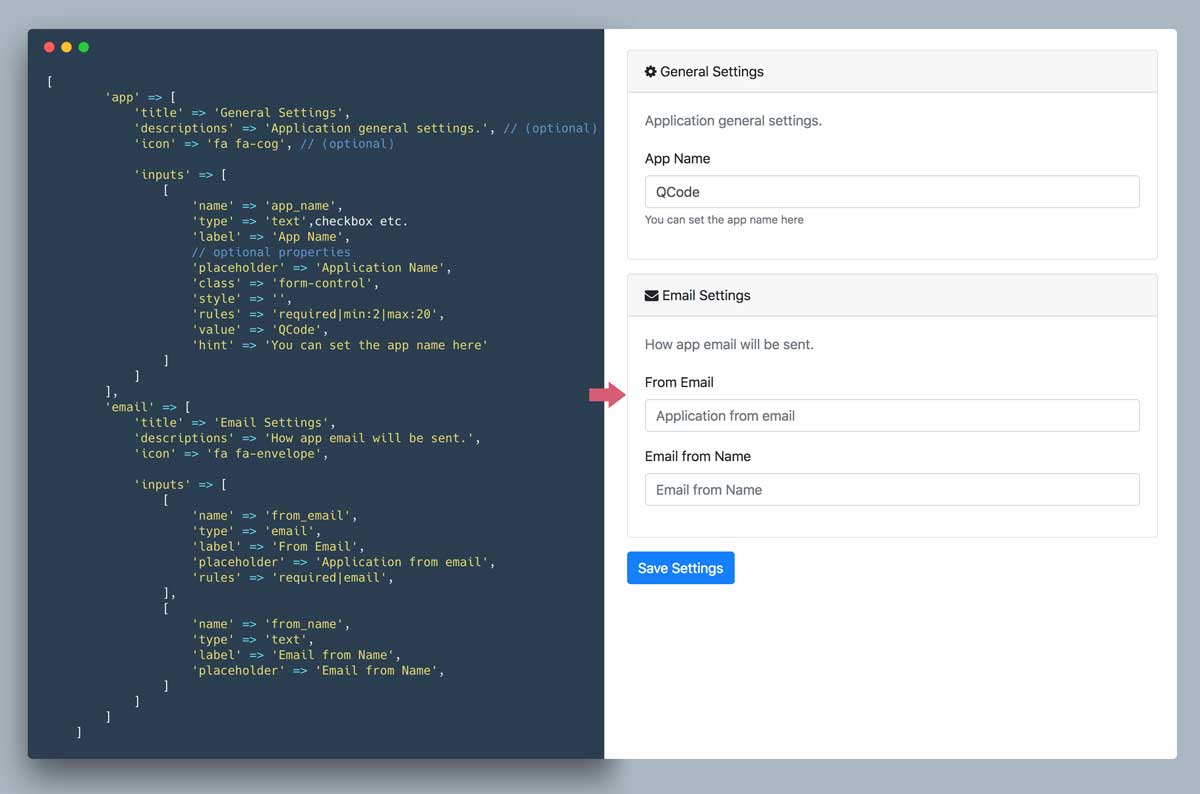 [
'app' => [
'title' => 'General Settings',
'descriptions' => 'Application general settings.', // (optional)
'icon' => 'fa fa-cog', // (optional)
'inputs' => [
[
'name' => 'app_name',
'type' => 'text',checkbox etc.
'label' => 'App Name',
// optional properties
'placeholder' => 'Application Name',
'class' => 'form-control',
'style' => '',
'rules' => 'required|min:2|max:20',
'value' => 'QCode',
'hint' => 'You can set the app name here'
]
]
],
'email' => [
'title' => 'Email Settings',
'descriptions' => 'How app email will be sent.',
'icon' => 'fa fa-envelope',
'inputs' => [
[
'name' => 'from_email',
'type' => 'email',
'label' => 'From Email',
'placeholder' => 'Application from email',
'rules' => 'required|email',
],
[
'name' => 'from_name',
'type' => 'text',
'label' => 'Email from Name',
'placeholder' => 'Email from Name',
]
]
]
]
General Settings
Application general settings.
App Name
QCode
You can set the app name here
Email Settings
How app email will be sent.
From Email
Application from email
Email from Name
Email from Name
Save Settings